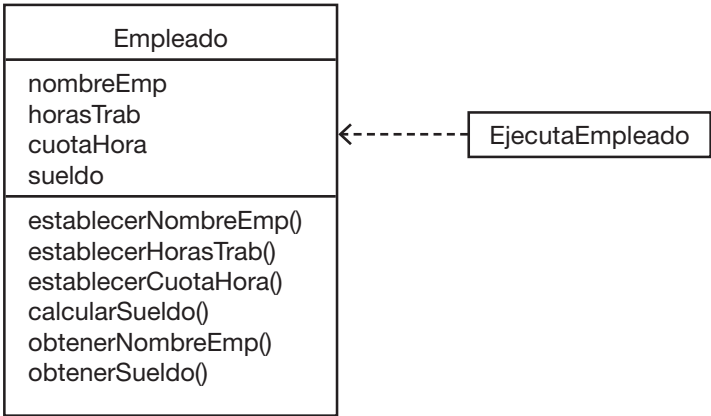 Empleado
nombreEmp
horasTrab
cuotaHora
sueldo
establecerNombreEmp()
establecerHorasTrab()
establecerCuotaHora()
calcularSueldo()
obtenerNombreEmp()
obtenerSueldo()
EjecutaEmpleado